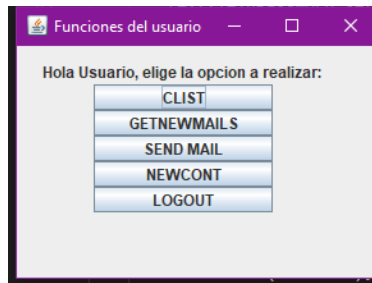 Funciones del usuario
Hola Usuario, elige la opcion a realizar:
CLIST
GETNEWMAILS
SEND MAIL
NEWCONT
LOGOUT